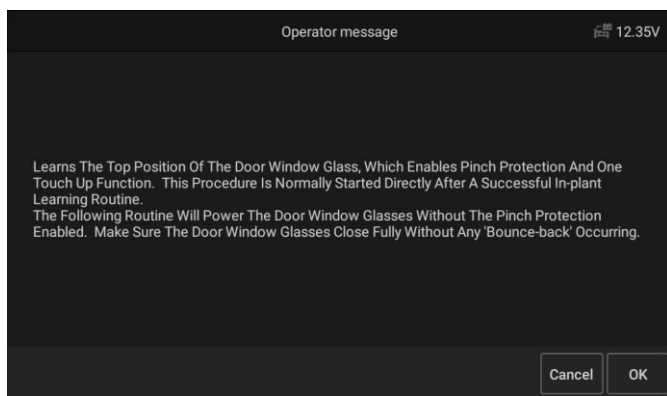 Operator message
12.35V
Learns The Top Position Of The Door Window Glass, Which Enables Pinch Protection And One
Touch Up Function.  This Procedure Is Normally Started Directly After A Successful In-plant
Learning Routine.
The Following Routine Will Power The Door Window Glasses Without The Pinch Protection
Enabled.  Make Sure The Door Window Glasses Close Fully Without Any 'Bounce-back' Occurring.
Cancel
OK